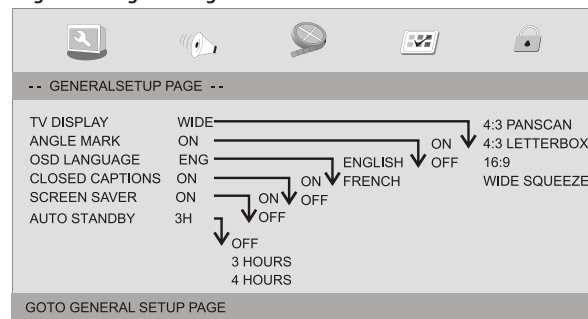 -- GENERALSETUP PAGE --
TV DISPLAY WIDE 4:3 PANSCAN
ANGLE MARK ON ON 4:3 LETTERBOX
OSD LANGUAGE ENG ENGLISH OFF 16:9
CLOSED CAPTIONS ON ON FRENCH WIDE SQUEEZE
SCREEN SAVER ON ON OFF
AUTO STANDBY 3H OFF
OFF
3 HOURS
4 HOURS
GOTO GENERAL SETUP PAGE